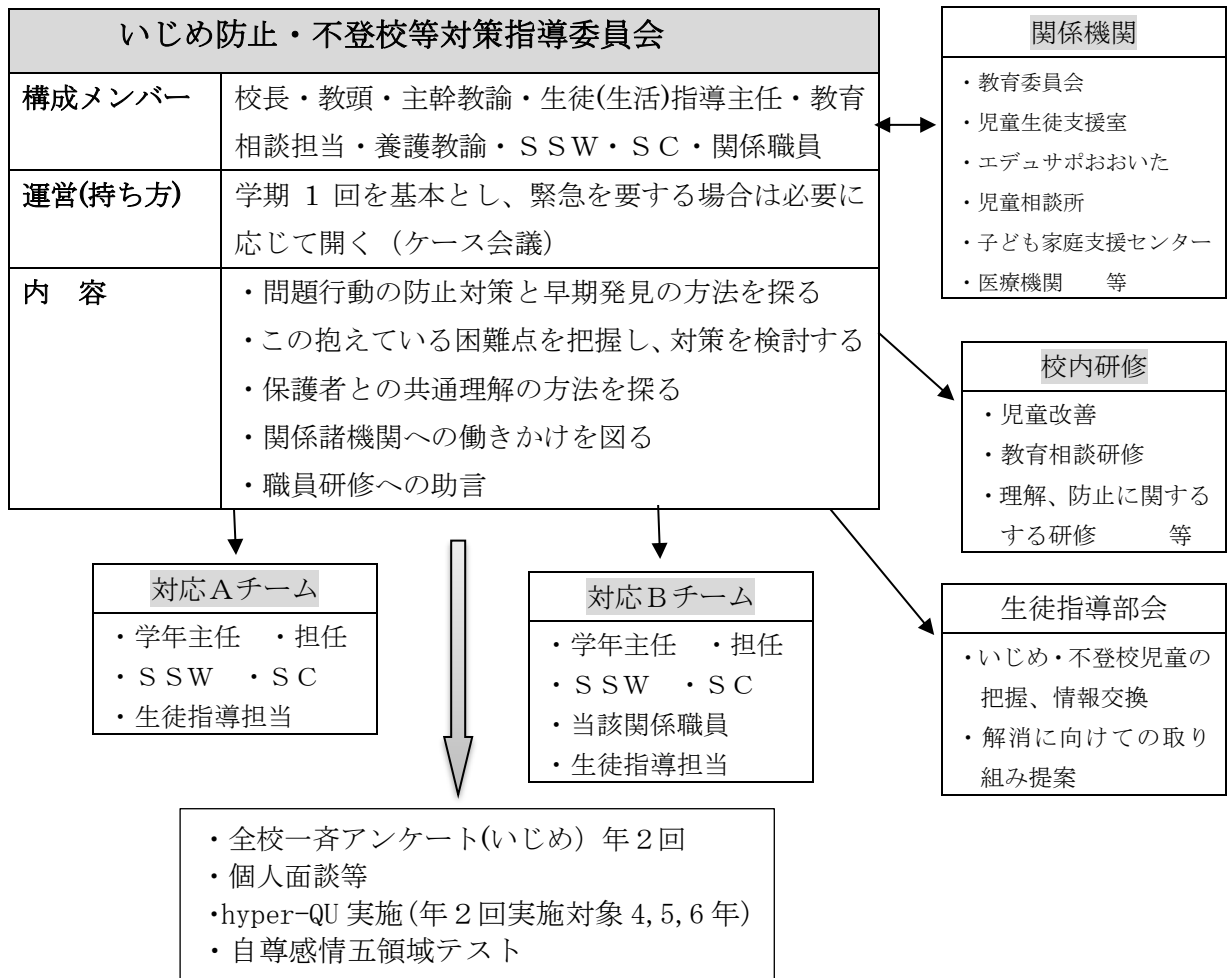 いじめ防止・不登校等対策指導委員会
構成メンバー
校長・教頭・主幹教諭・生徒(生活)指導主任・教育
相談担当・養護教諭・ＳＳＷ・ＳＣ・関係職員
運営(持ち方)
学期 1 回を基本とし、緊急を要する場合は必要に
応じて開く（ケース会議）
内　容
・問題行動の防止対策と早期発見の方法を探る
・この抱えている困難点を把握し、対策を検討する
・保護者との共通理解の方法を探る
・関係諸機関への働きかけを図る
・職員研修への助言
関係機関
・教育委員会
・児童生徒支援室
・エデュサポおおいた
・児童相談所
・子ども家庭支援センター
・医療機関　　等
校内研修
・児童改善
・教育相談研修
・理解、防止に関する
する研修　　　等
生徒指導部会
・いじめ・不登校児童の
把握、情報交換
・解消に向けての取り
組み提案
対応Ａチーム
・学年主任　・担任
・ＳＳＷ　・ＳＣ
・生徒指導担当
対応Ｂチーム
・学年主任　・担任
・ＳＳＷ　・ＳＣ
・当該関係職員
・生徒指導担当
・全校一斉アンケート(いじめ）年２回
・個人面談等
・hyper-QU 実施(年２回実施対象 4,5,6 年)
・自尊感情五領域テスト